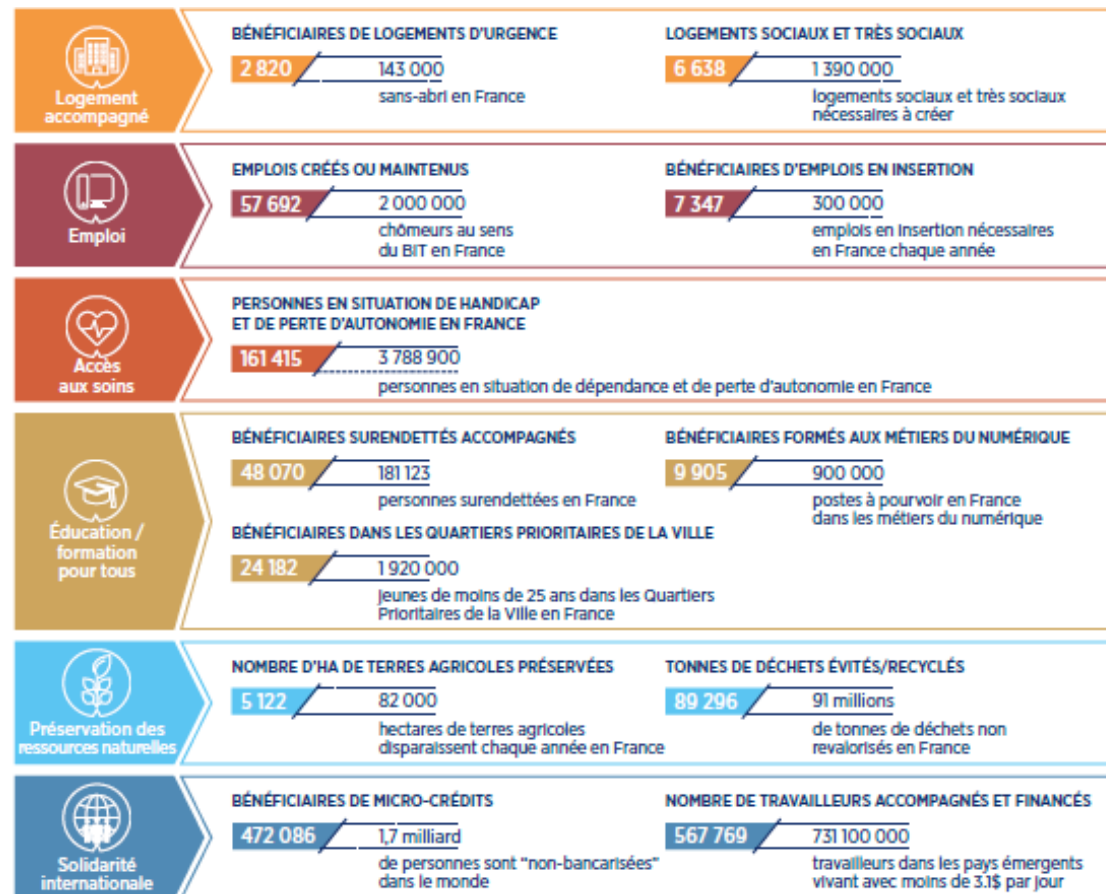 Logement
accompagné
BÉNÉFICIAIRES DE LOGEMENTS D'URGENCE
2 820
143 000
sans-abri en France
LOGEMENTS SOCIAUX ET TRÈS SOCIAUX
6 638
1 390 000
logements sociaux et très sociaux
nécessaires à créer
Emploi
EMPLOIS CRÉÉS OU MAINTENUS
57 692
2 000 000
chômeurs au sens
du BIT en France
BÉNÉFICIAIRES D'EMPLOIS EN INSERTION
7 347
300 000
emplois en insertion nécessaires
en France chaque année
Accès
aux soins
PERSONNES EN SITUATION DE HANDICAP
ET DE PERTE D'AUTONOMIE EN FRANCE
161 415
3 788 900
personnes en situation de dépendance et de perte d'autonomie en France
Éducation /
formation
pour tous
BÉNÉFICIAIRES SURENDETTÉS ACCOMPAGNÉS
48 070
181 123
personnes surendettées en France
BÉNÉFICIAIRES FORMÉS AUX MÉTIERS DU NUMÉRIQUE
9 905
900 000
postes à pourvoir en France
dans les métiers du numérique
BÉNÉFICIAIRES DANS LES QUARTIERS PRIORITAIRES DE LA VILLE
24 182
1 920 000
jeunes de moins de 25 ans dans les Quartiers
Prioritaires de la Ville en France
Préservation des
ressources naturelles
NOMBRE D'HA DE TERRES AGRICOLES PRÉSERVÉES
5 122
82 000
hectares de terres agricoles
disparaissent chaque année en France
TONNES DE DÉCHETS ÉVITÉS/RECYCLÉS
89 296
91 millions
de tonnes de déchets non
revalorisés en France
Solidarité
internationale
BÉNÉFICIAIRES DE MICRO-CRÉDITS
472 086
1,7 milliard
de personnes sont "non-bancarisées"
dans le monde
NOMBRE DE TRAVAILLEURS ACCOMPAGNÉS ET FINANCÉS
567 769
731 100 000
travailleurs dans les pays émergents
vivant avec moins de 3.1$ par jour